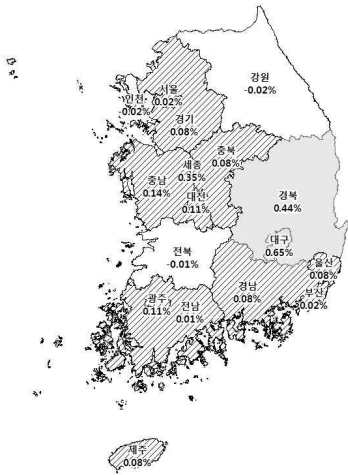 강원
-0.02%
서울
0.02%
인천
0.02%
경기
0.08%
충북
0.08%
세종
0.35%
충남
0.14%
대전
0.11%
경북
0.44%
대구
0.65%
전북
-0.01%
울산
0.08%
경남
0.08%
부산
0.02%
광주
0.11%
전남
0.01%
제주
0.08%